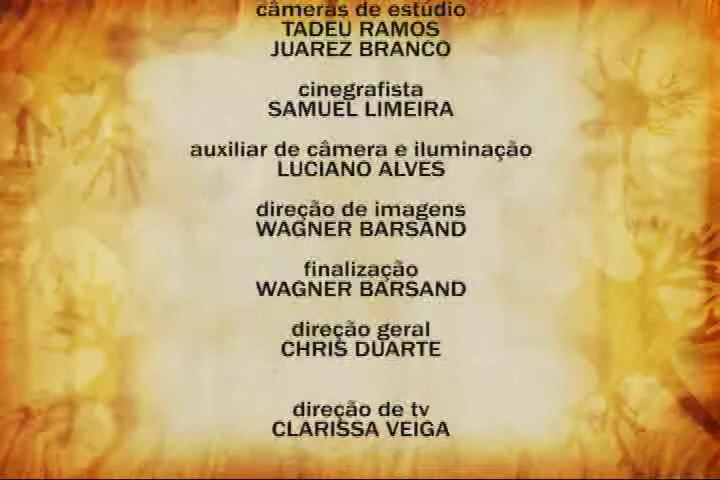 câmeras de estúdio
TADEU RAMOS
JUAREZ BRANCO
cinegrafista
SAMUEL LIMEIRA
auxiliar de câmera e iluminação
LUCIANO ALVES
direção de imagens
WAGNER BARSAND
finalização
WAGNER BARSAND
direção geral
CHRIS DUARTE
direção de tv
CLARISSA VEIGA